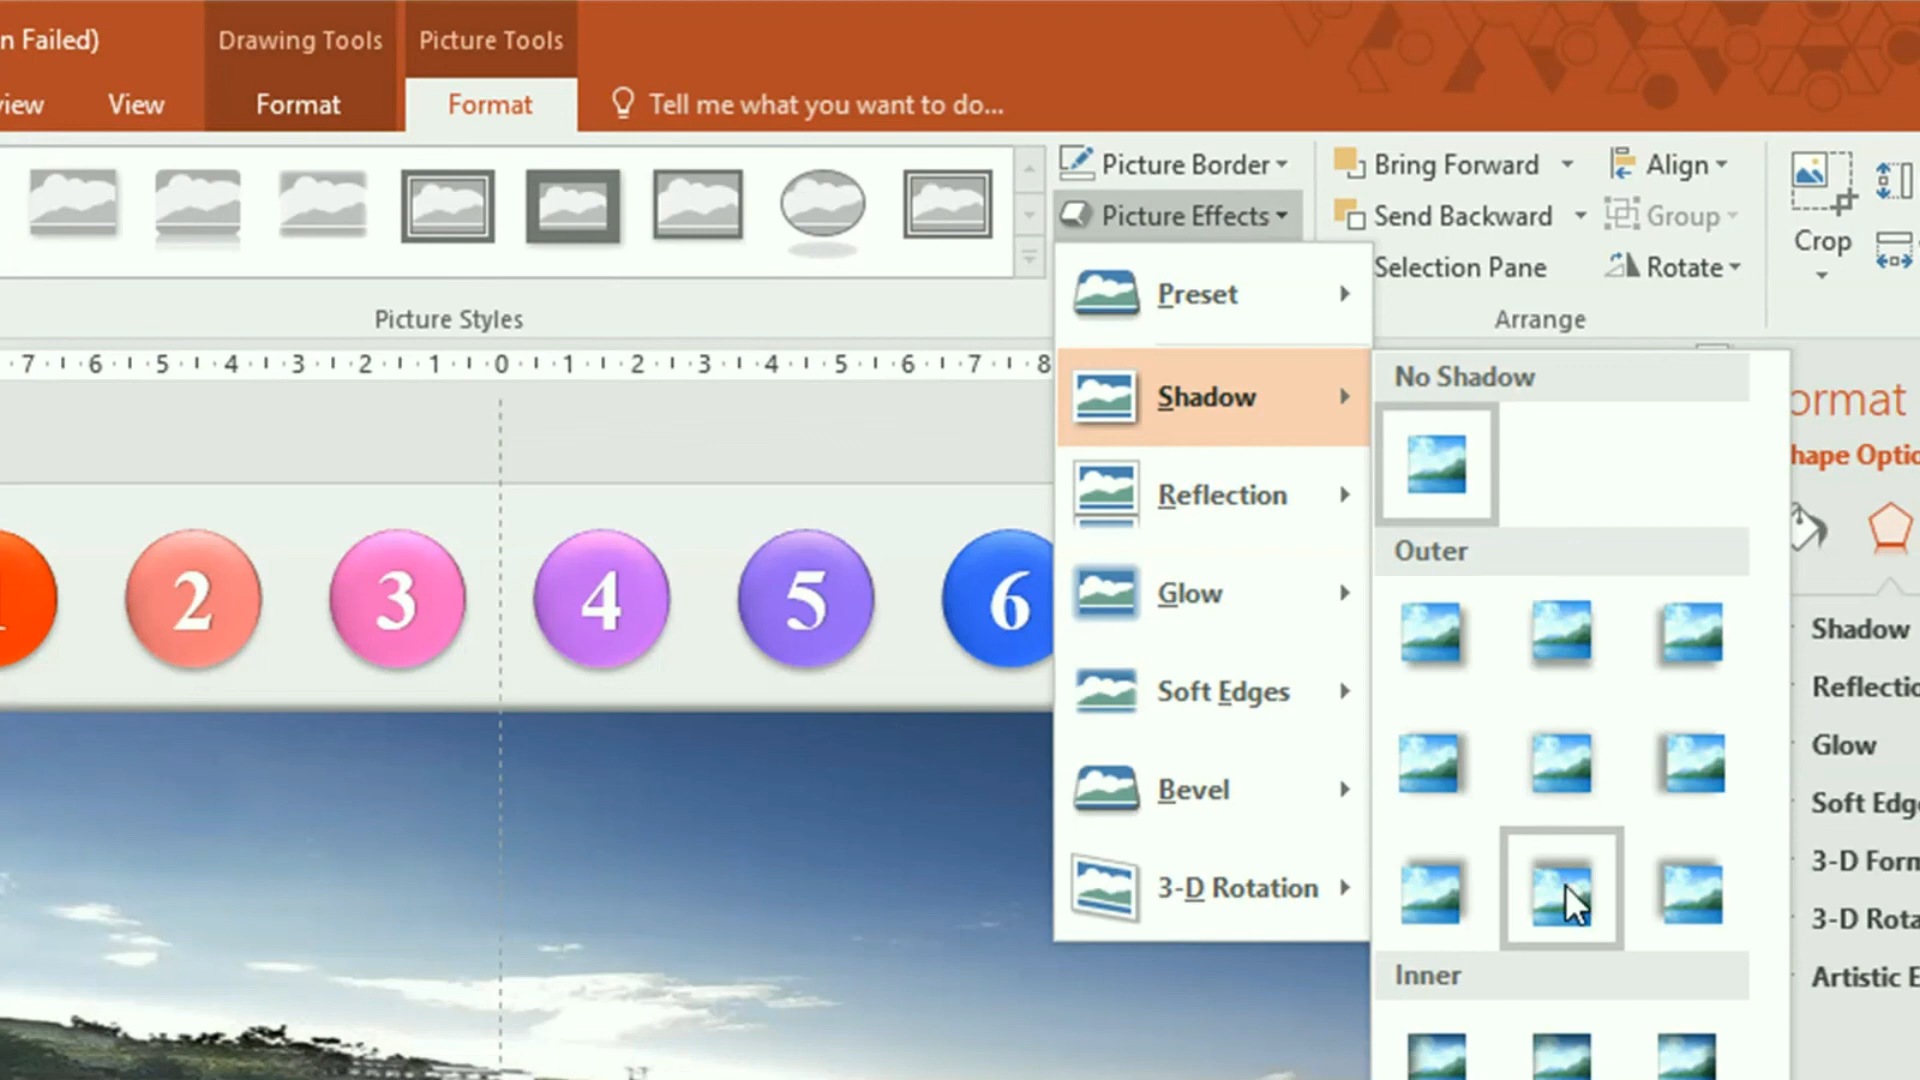 n Failed)
Drawing Tools
Picture Tools
view
View
Format
Format
Tell me what you want to do...
Picture Border
Bring Forward
Align
Picture Effects
Send Backward
Group
Crop
Selection Pane
Rotate
Picture Styles
Arrange
7 6 5 4 3 2 1 0 1 2 3 4 5 6 7 8
Preset
Shadow
Reflection
Glow
Soft Edges
Bevel
3-D Rotation
No Shadow
Outer
Inner
ormat
hape Optio
Shadow
Reflectio
Glow
Soft Edg
3-D Form
3-D Rota
Artistic E
1 2 3 4 5 6